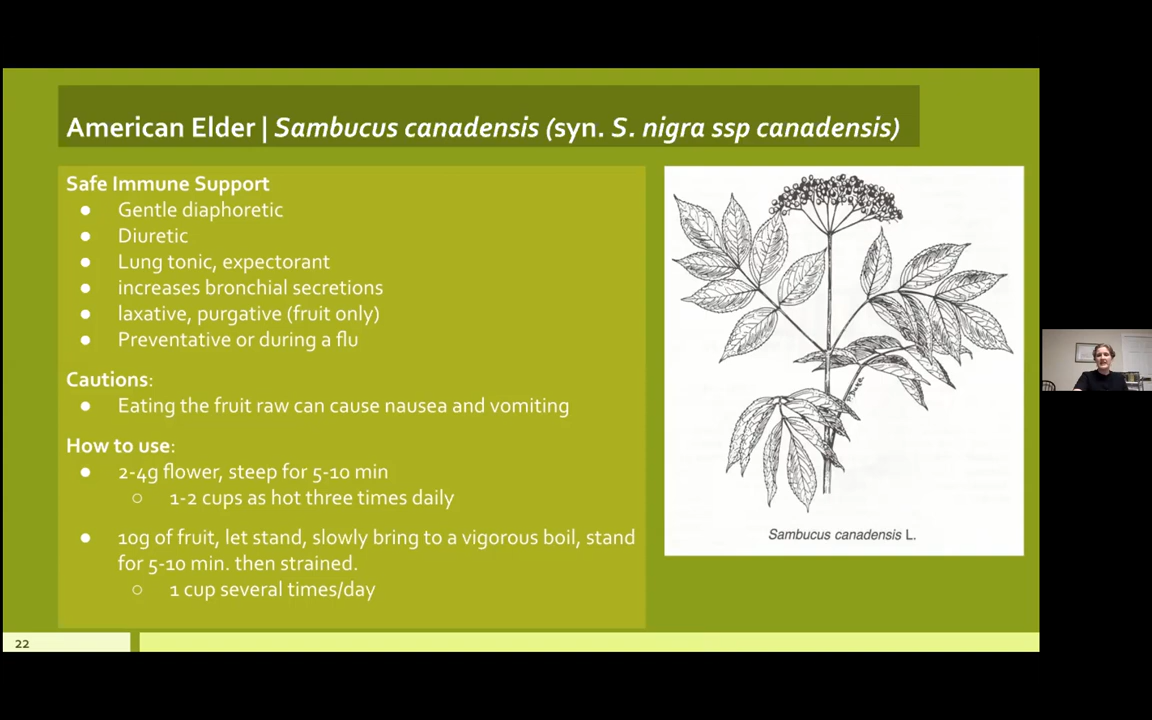 American Elder | Sambucus canadensis (syn. S. nigra ssp canadensis)
Safe Immune Support
● Gentle diaphoretic
● Diuretic
● Lung tonic, expectorant
● increases bronchial secretions
● laxative, purgative (fruit only)
● Preventative or during a flu
Cautions:
● Eating the fruit raw can cause nausea and vomiting
How to use:
● 2-4g flower, steep for 5-10 min
○ 1-2 cups as hot three times daily
● 10g of fruit, let stand, slowly bring to a vigorous boil, stand
for 5-10 min. then strained.
○ 1 cup several times/day
Sambucus canadensis L.
22